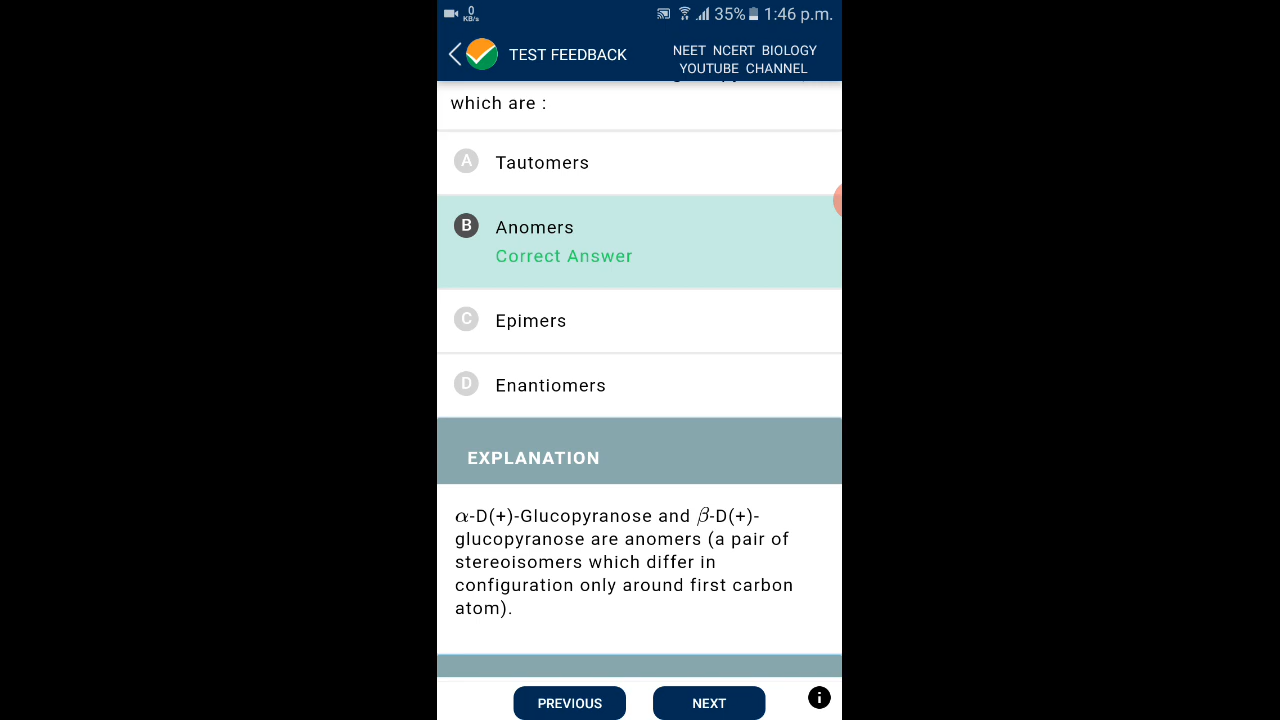 0
KB/s
35%
1:46 p.m.
TEST FEEDBACK
NEET NCERT BIOLOGY
YOUTUBE CHANNEL
which are :
A Tautomers
B Anomers
Correct Answer
C Epimers
D Enantiomers
EXPLANATION
α-D(+)-Glucopyranose and β-D(+)-
glucopyranose are anomers (a pair of
stereoisomers which differ in
configuration only around first carbon
atom).
PREVIOUS
NEXT
i